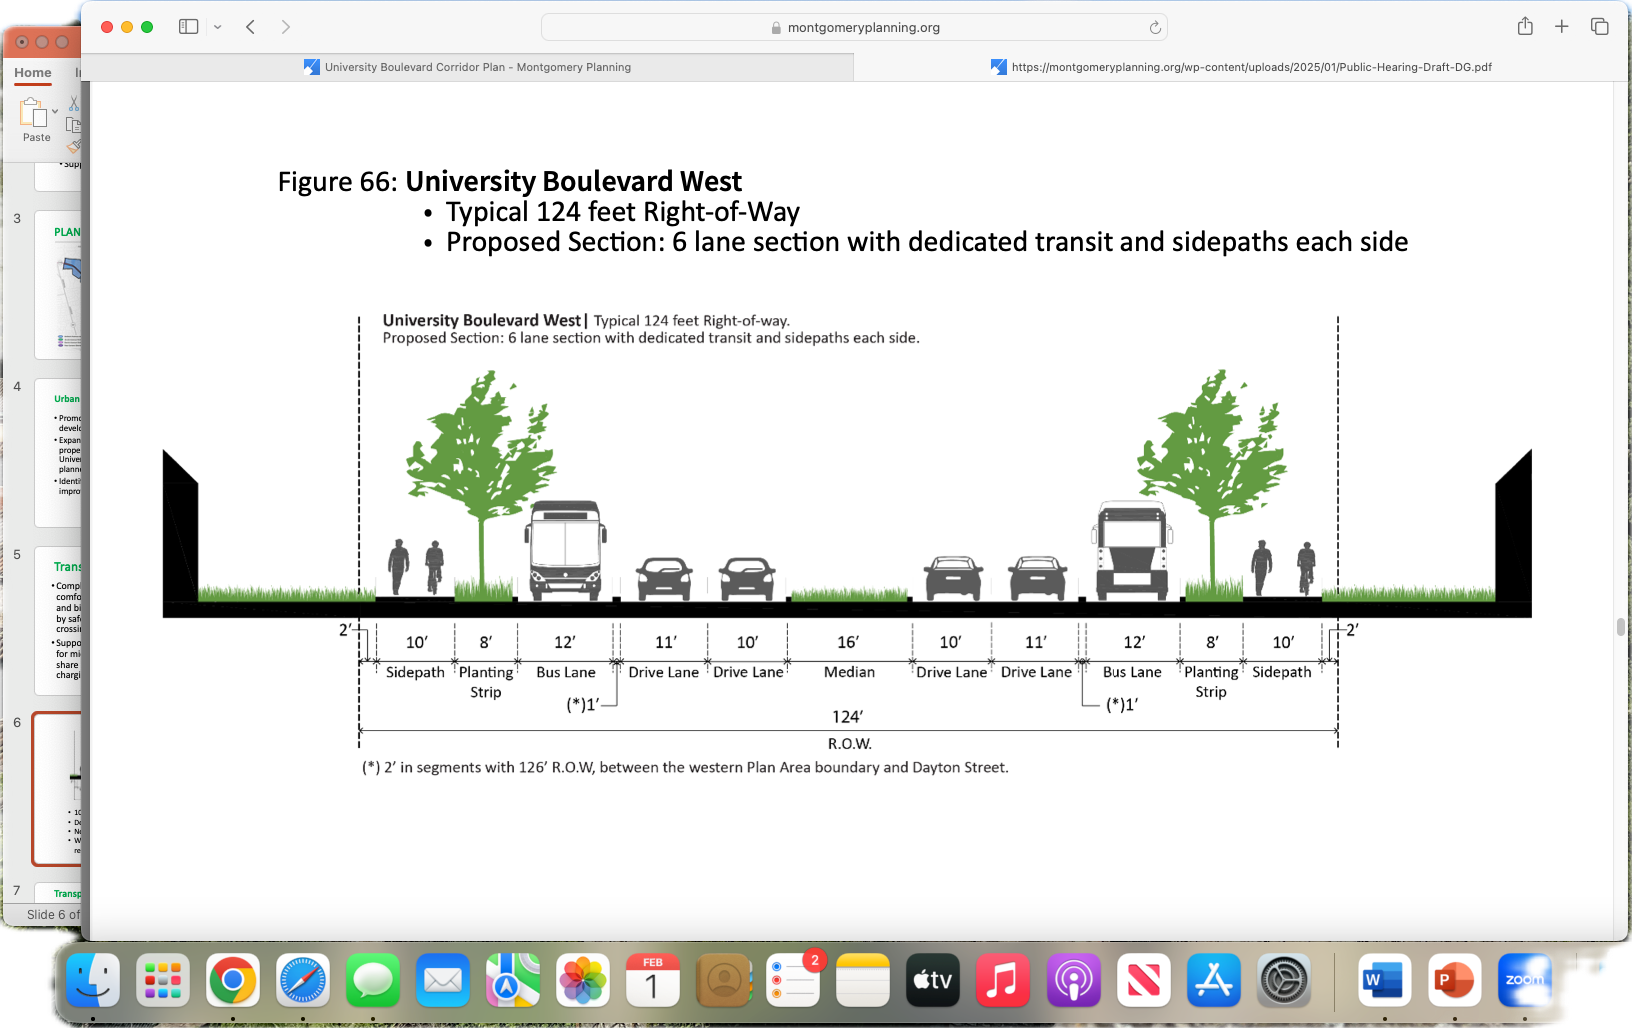 montgomeryplanning.org
University Boulevard Corridor Plan - Montgomery Planning
https://montgomeryplanning.org/wp-content/uploads/2025/01/Public-Hearing-Draft-DG.pdf
Home
Paste
3
PLAN
4
Urban
5
Trans
6
7
Transp
Slide 6 of
Figure 66: University Boulevard West
• Typical 124 feet Right-of-Way
• Proposed Section: 6 lane section with dedicated transit and sidepaths each side
University Boulevard West| Typical 124 feet Right-of-way.
Proposed Section: 6 lane section with dedicated transit and sidepaths each side.
2′ 10′ 8′ 12′ 11′ 10′ 16′ 10′ 11′ 12′ 8′ 10′ 2′
Sidepath Planting Strip Bus Lane Drive Lane Drive Lane Median Drive Lane Drive Lane Bus Lane Planting Strip Sidepath
(*)1′ (*)1′
124′
R.O.W.
(*) 2′ in segments with 126′ R.O.W, between the western Plan Area boundary and Dayton Street.
FEB
1
2
tv
W
P
zoom